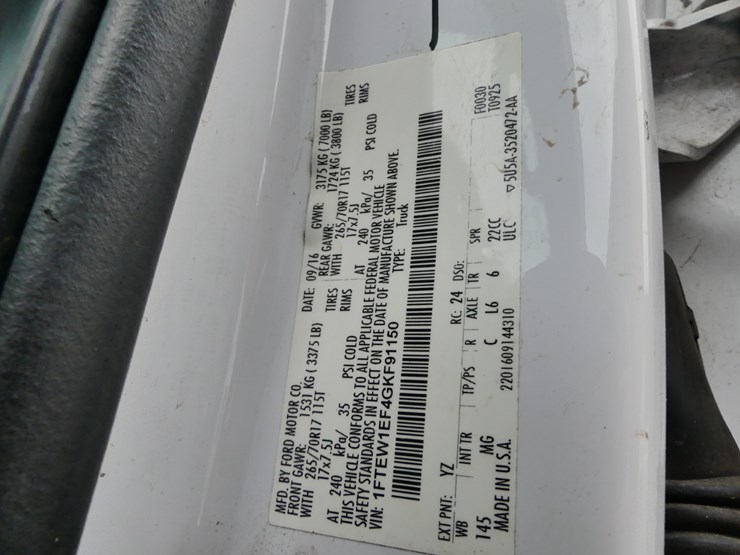 MFD. BY FORD MOTOR CO.
DATE: 09/16 GVWR: 3175 KG ( 7000 LB)
FRONT GAWR: 1531 KG ( 3375 LB) REAR GAWR: 1724 KG ( 3800 LB)
WITH 265/70R17 115T TIRES WITH 265/70R17 115T TIRES
17x7.5J RIMS 17x7.5J RIMS
AT 240 kPa/ 35 PSI COLD AT 240 kPa/ 35 PSI COLD
THIS VEHICLE CONFORMS TO ALL APPLICABLE FEDERAL MOTOR VEHICLE
SAFETY STANDARDS IN EFFECT ON THE DATE OF MANUFACTURE SHOWN ABOVE.
VIN: 1FTEW1EF4GKF91150 TYPE: Truck
F0030
T0925
EXT PNT: YZ RC: 24 DSO:
WB INT TR TP/PS R AXLE TR SPR
145 MG C L6 6 22CC
MADE IN U.S.A. 2201609144310 ULC
5U5A-3520472-AA